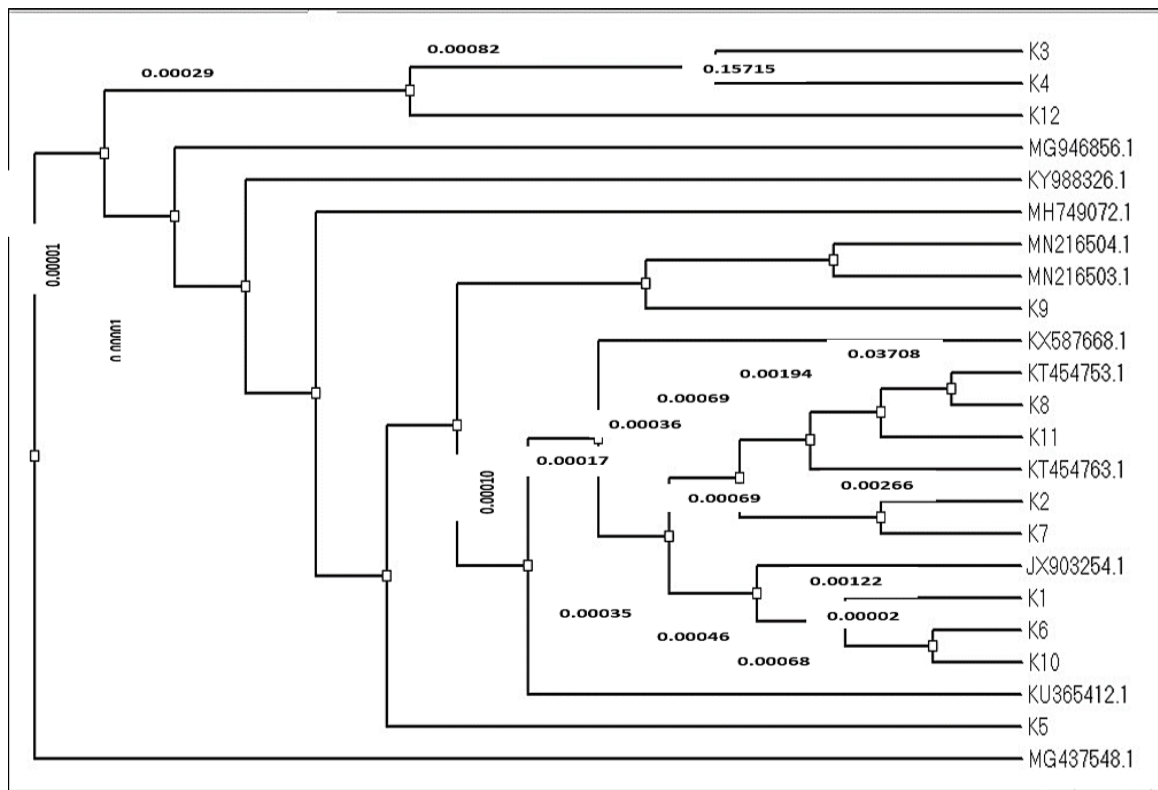 K3
0.00082
0.15715
0.00029
K4
K12
MG946856.1
KY988326.1
MH749072.1
MN216504.1
0.00001
MN216503.1
K9
0.00001
KX587668.1
0.03708
0.00194
KT454753.1
0.00069
K8
0.00036
K11
0.00017
KT454763.1
0.00010
0.00266
0.00069
K2
K7
JX903254.1
0.00122
K1
0.00035
0.00002
K6
0.00046
0.00068
K10
KU365412.1
K5
MG437548.1